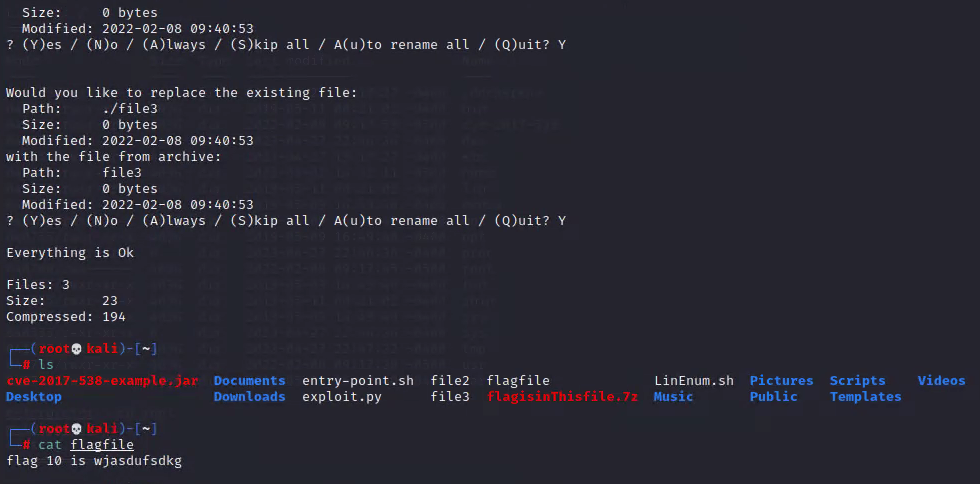 Size:     0 bytes
Modified: 2022-02-08 09:40:53
? (Y)es / (N)o / (A)lways / (S)kip all / A(u)to rename all / (Q)uit? Y
Would you like to replace the existing file:
Path:     ./file3
Size:     0 bytes
Modified: 2022-02-08 09:40:53
with the file from archive:
Path:     file3
Size:     0 bytes
Modified: 2022-02-08 09:40:53
? (Y)es / (N)o / (A)lways / (S)kip all / A(u)to rename all / (Q)uit? Y
Everything is Ok
Files: 3
Size:       23
Compressed: 194
┌──(root💀kali)-[~]
└─# ls
cve-2017-538-example.jar  Documents  entry-point.sh  file2  flagfile             LinEnum.sh  Pictures  Scripts    Videos
Desktop                   Downloads  exploit.py      file3  flagisinThisfile.7z  Music       Public    Templates
┌──(root💀kali)-[~]
└─# cat flagfile
flag 10 is wjasdufsdkg